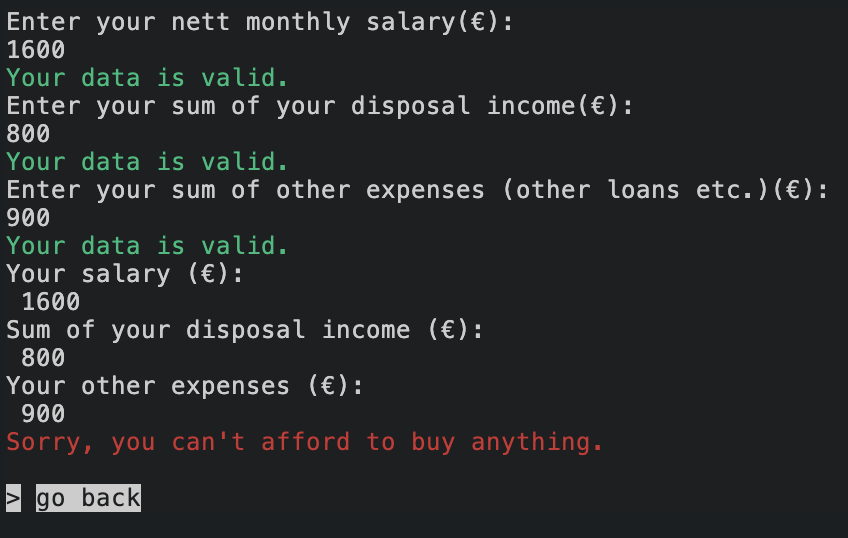 Enter your nett monthly salary(€):
1600
Your data is valid.
Enter your sum of your disposal income(€):
800
Your data is valid.
Enter your sum of other expenses (other loans etc.)(€):
900
Your data is valid.
Your salary (€):
1600
Sum of your disposal income (€):
800
Your other expenses (€):
900
Sorry, you can't afford to buy anything.
> go back